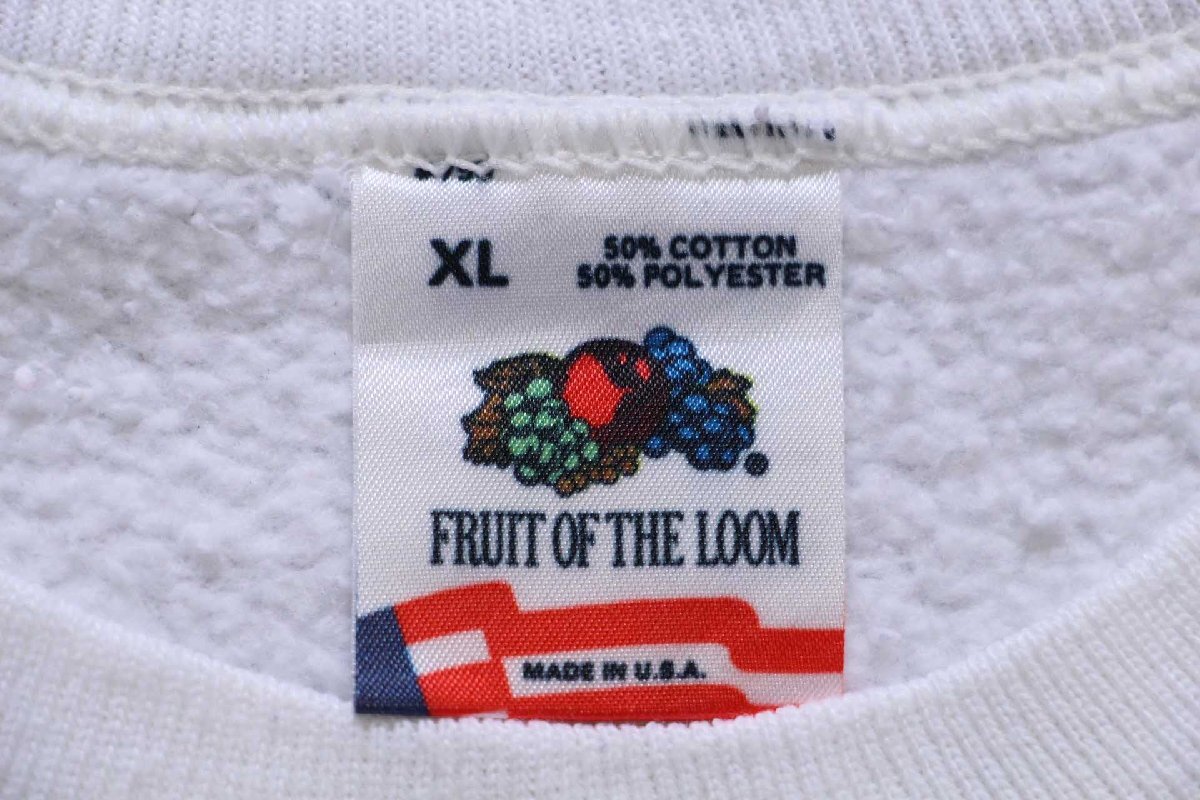 XL
50% COTTON
50% POLYESTER
®
FRUIT OF THE LOOM
MADE IN U.S.A.